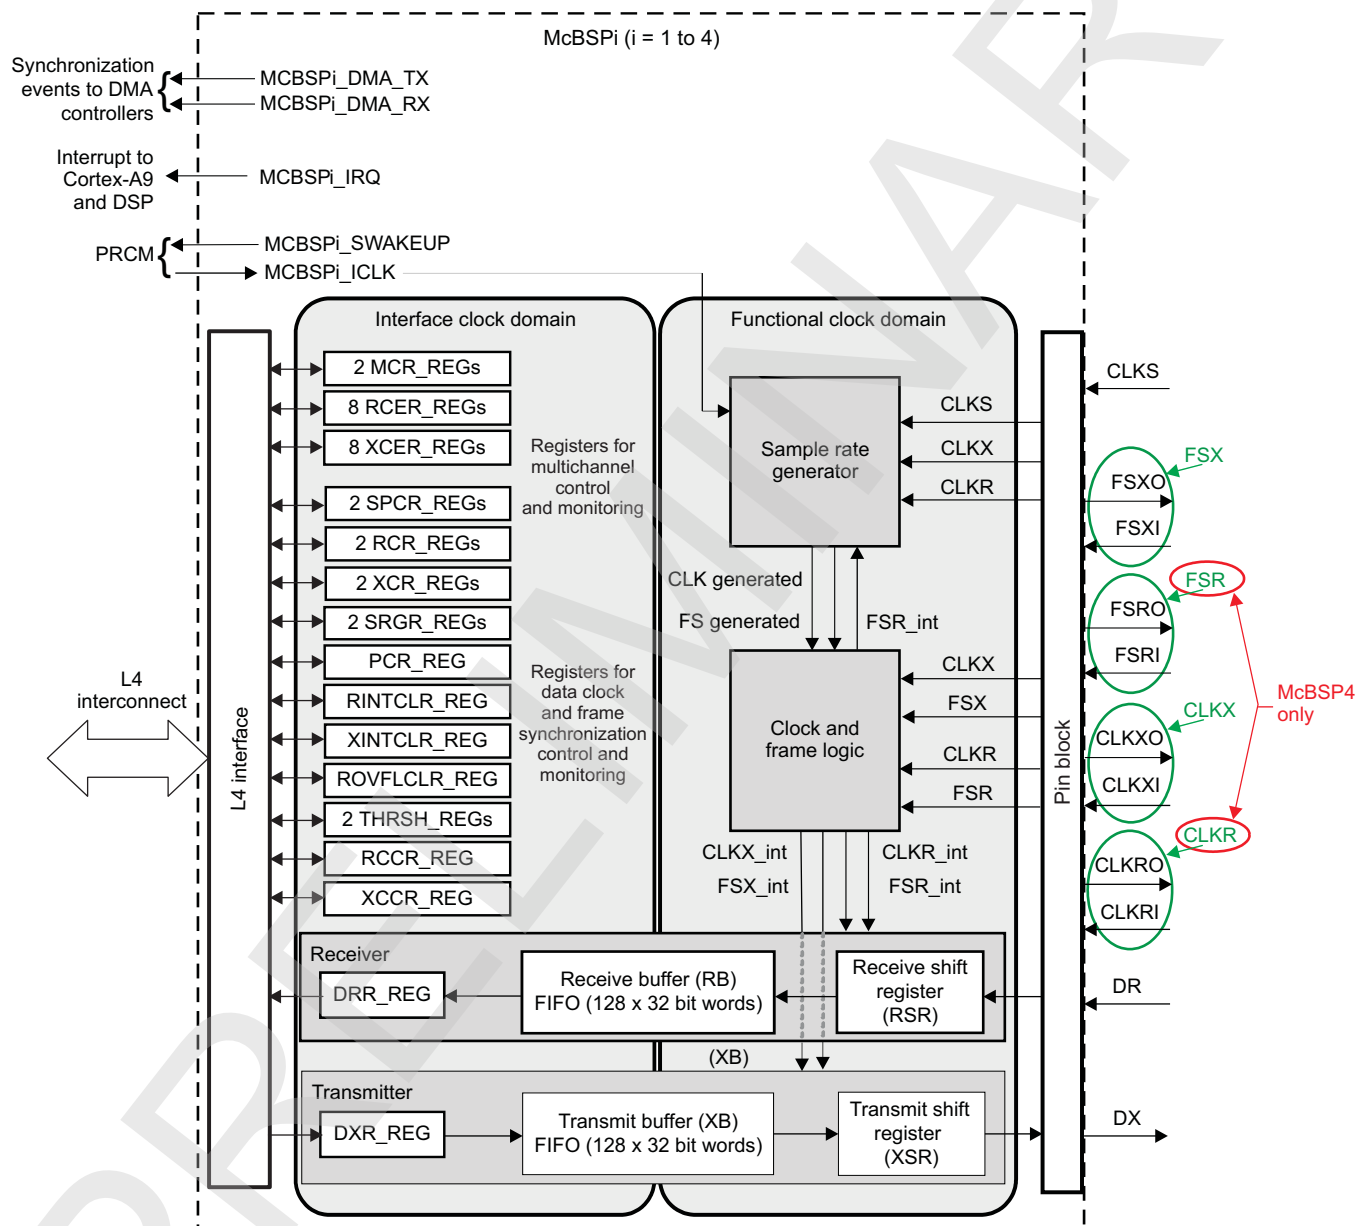 McBSPi (i = 1 to 4)
Synchronization
events to DMA
controllers
MCBSPi_DMA_TX
MCBSPi_DMA_RX
Interrupt to
Cortex-A9
and DSP
MCBSPi_IRQ
PRCM
MCBSPi_SWAKEUP
MCBSPi_ICLK
Interface clock domain
Functional clock domain
L4
interconnect
L4 interface
2 MCR_REGs
8 RCER_REGs
8 XCER_REGs
2 SPCR_REGs
2 RCR_REGs
2 XCR_REGs
2 SRGR_REGs
PCR_REG
RINTCLR_REG
XINTCLR_REG
ROVFLCLR_REG
2 THRSH_REGs
RCCR_REG
XCCR_REG
Registers for
multichannel
control
and monitoring
Registers for
data clock
and frame
synchronization
control and
monitoring
Sample rate
generator
CLKS
CLKX
CLKR
CLK generated
FS generated
FSR_int
Clock and
frame logic
CLKX
FSX
CLKR
FSR
CLKX_int
FSX_int
CLKR_int
FSR_int
Pin block
CLKS
FSX
FSXO
FSXI
FSR
FSRO
FSRI
McBSP4
only
CLKX
CLKXO
CLKXI
CLKR
CLKRO
CLKRI
DR
DX
Receiver
DRR_REG
Receive buffer (RB)
FIFO (128 x 32 bit words)
Receive shift
register
(RSR)
(XB)
Transmitter
DXR_REG
Transmit buffer (XB)
FIFO (128 x 32 bit words)
Transmit shift
register
(XSR)
PRELIMINAR